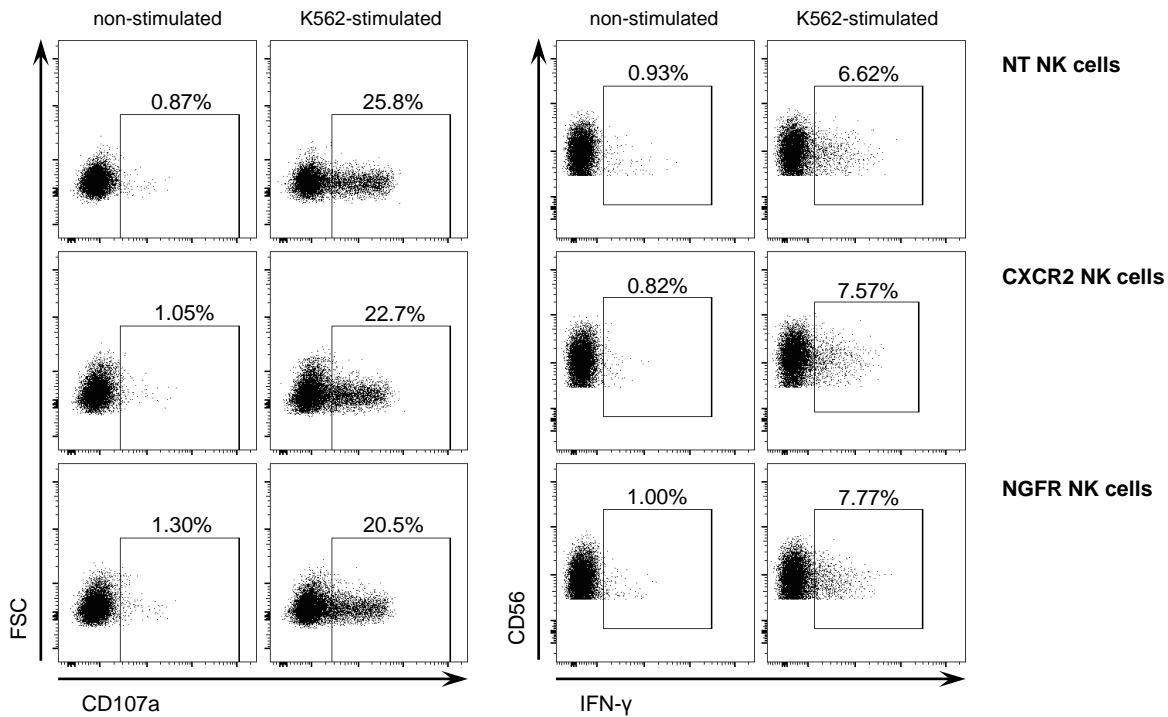 non-stimulated K562-stimulated non-stimulated K562-stimulated
0.87% 25.8% 0.93% 6.62% NT NK cells
1.05% 22.7% 0.82% 7.57% CXCR2 NK cells
1.30% 20.5% 1.00% 7.77% NGFR NK cells
FSC
CD56
CD107a IFN-γ